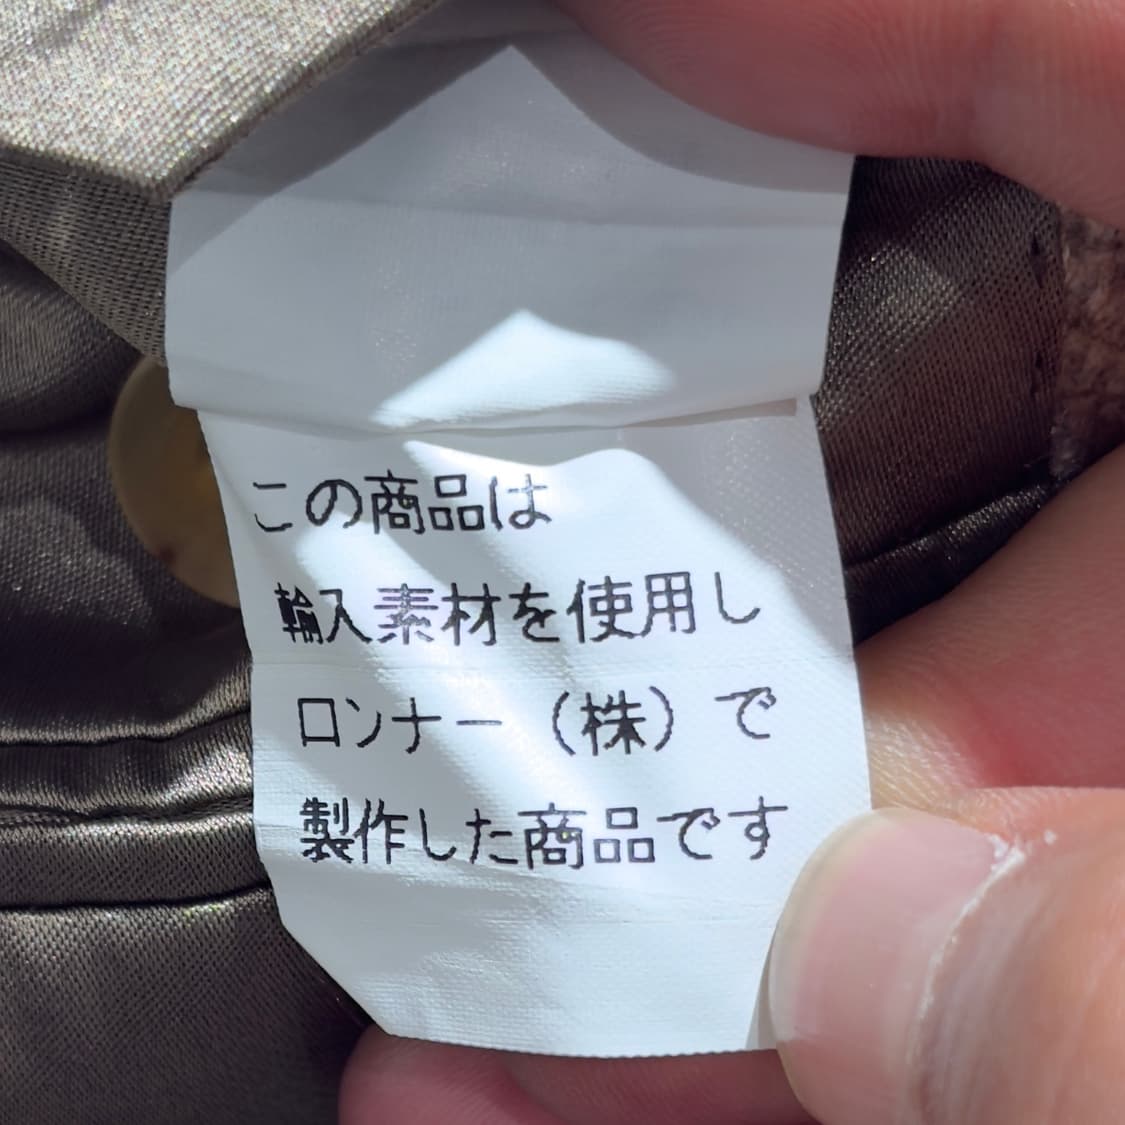 この商品は
輸入素材を使用し
ロンナー（株）で
製作した商品です